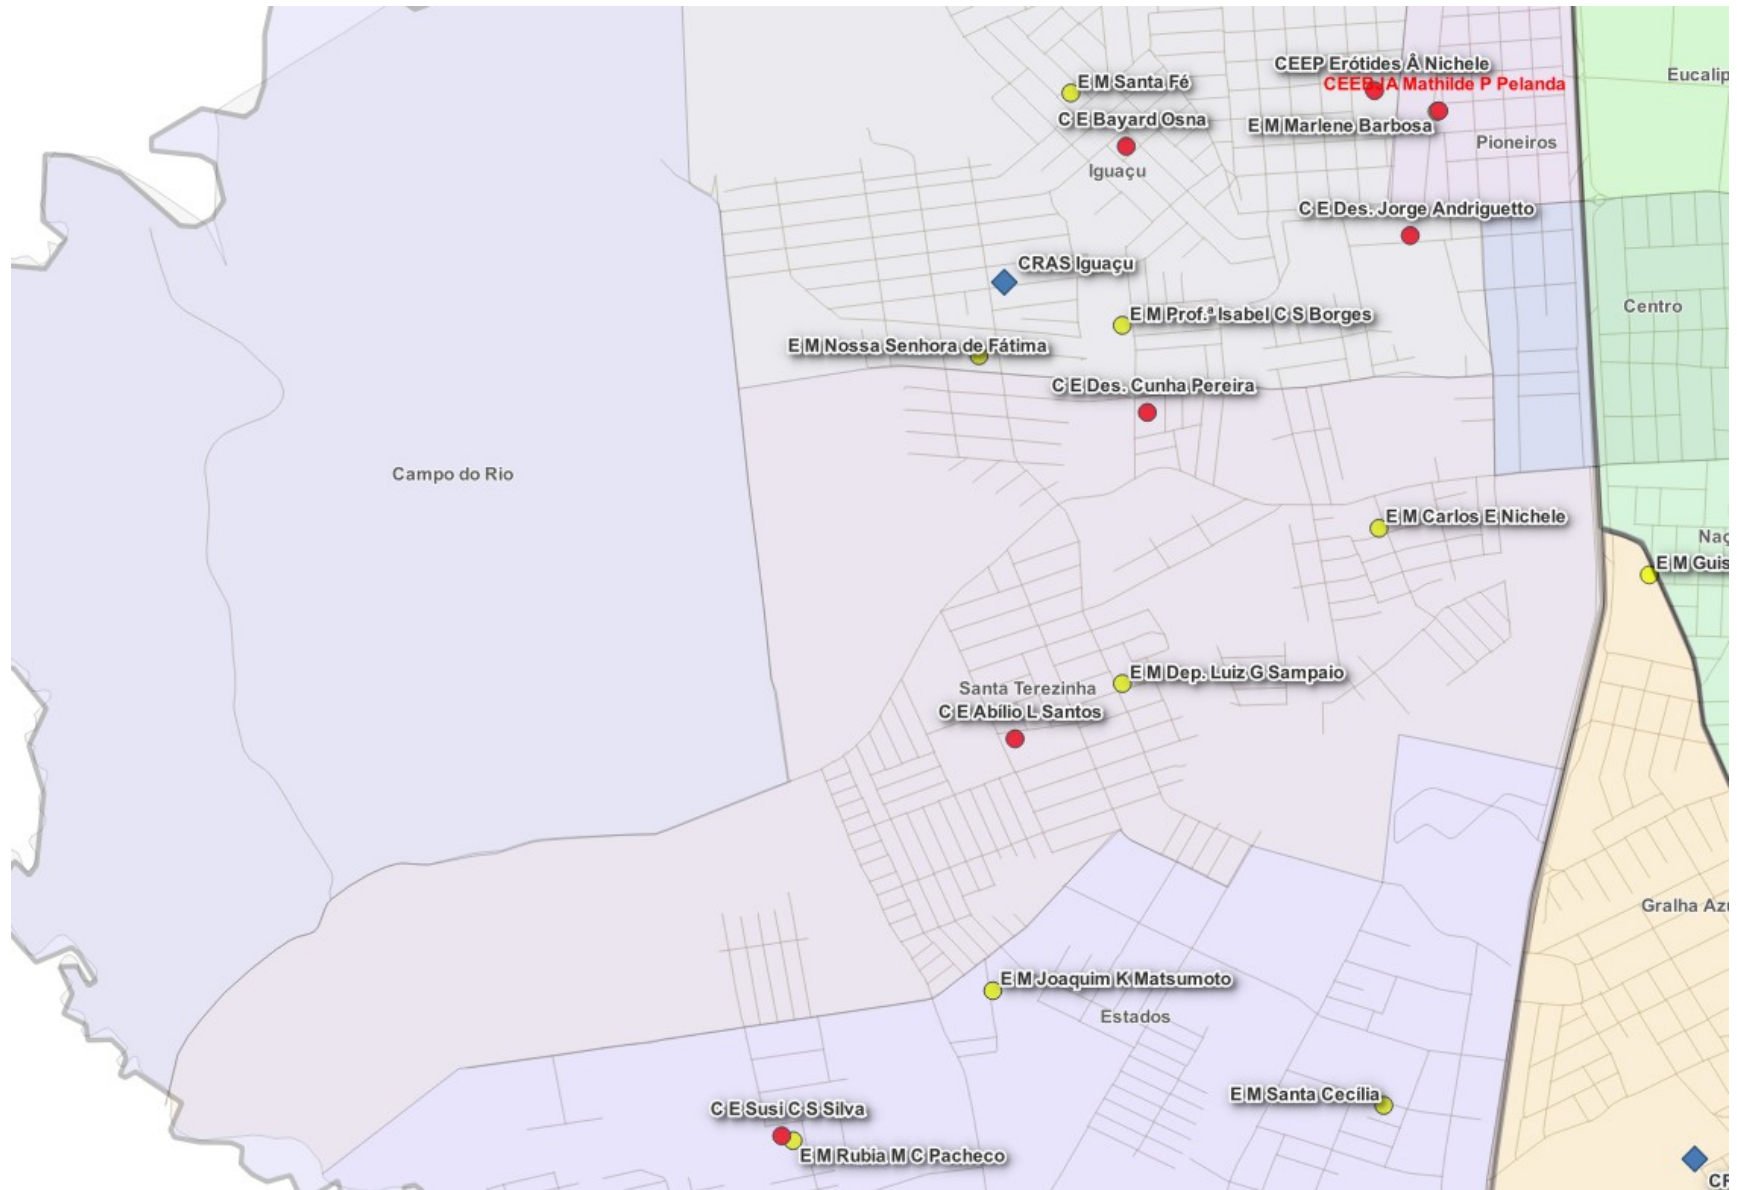 CEEP Erótides Â Nichele
Eucalip
E M Santa Fé
CEEBJA Mathilde P Pelanda
C E Bayard Osna
E M Marlene Barbosa
Pioneiros
Iguaçu
C E Des. Jorge Andriguetto
CRAS Iguaçu
Centro
E M Prof.ª Isabel C S Borges
E M Nossa Senhora de Fátima
C E Des. Cunha Pereira
Campo do Rio
E M Carlos E Nichele
Naç
E M Guis
E M Dep. Luiz G Sampaio
Santa Terezinha
C E Abílio L Santos
Gralha Azu
E M Joaquim K Matsumoto
Estados
E M Santa Cecília
C E Susi C S Silva
E M Rubia M C Pacheco